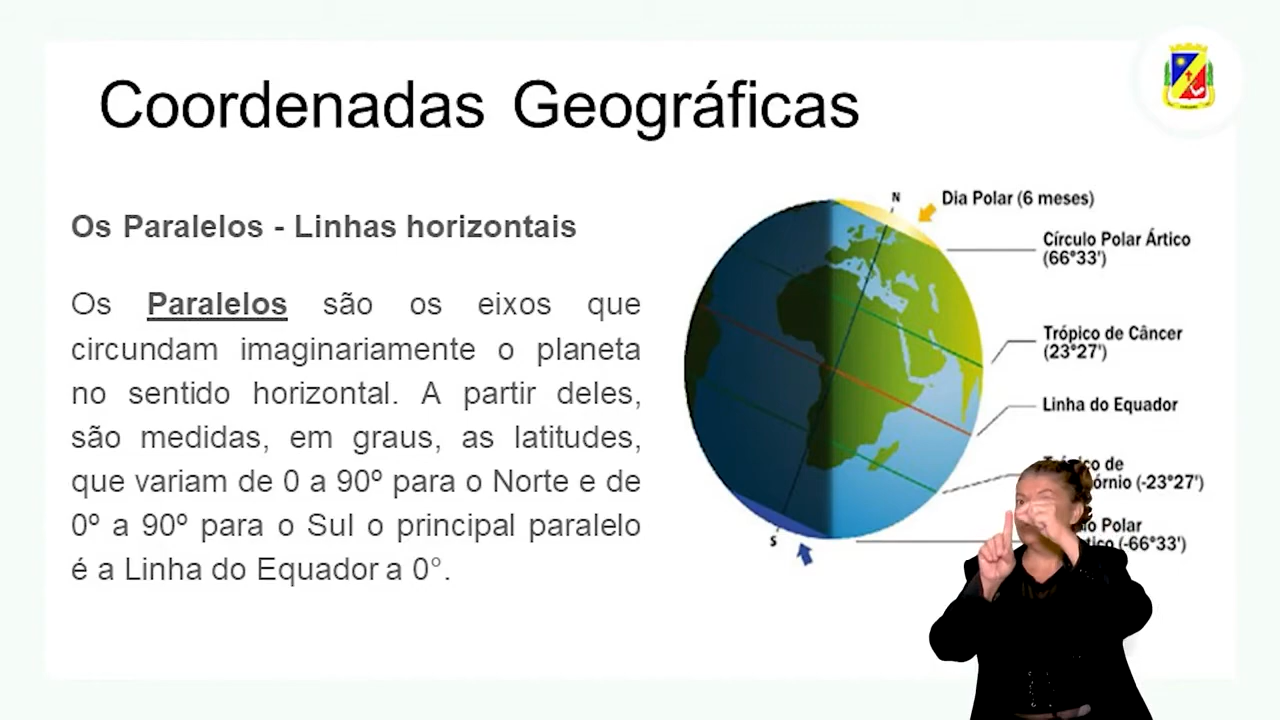 Coordenadas Geográficas
Os Paralelos - Linhas horizontais
Os Paralelos são os eixos que
circundam imaginariamente o planeta
no sentido horizontal. A partir deles,
são medidas, em graus, as latitudes,
que variam de 0 a 90º para o Norte e de
0º a 90º para o Sul o principal paralelo
é a Linha do Equador a 0°.
N
Dia Polar (6 meses)
Círculo Polar Ártico
(66°33')
Trópico de Câncer
(23°27')
Linha do Equador
de
(-23°27')
Polar
(-66°33')
S